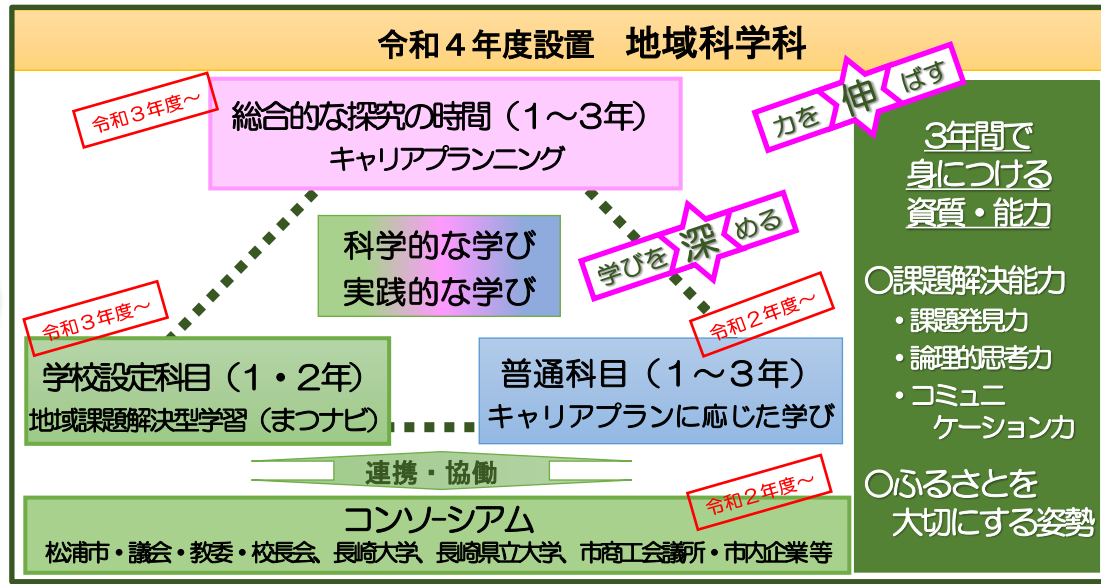 令和４年度設置　地域科学科
力を伸ばす
令和３年度～
総合的な探究の時間（１～３年）
キャリアプランニング
3年間で
身につける
資質・能力
科学的な学び
実践的な学び
学びを深める
〇課題解決能力
・課題発見力
・論理的思考力
・コミュニ
ケーション力
〇ふるさとを
大切にする姿勢
令和３年度～
学校設定科目（１・２年）
地域課題解決型学習（まつナビ）
令和２年度～
普通科目（１～３年）
キャリアプランに応じた学び
連携・協働
令和２年度～
コンソーシアム
松浦市・議会・教委・校長会、長崎大学、長崎県立大学、市商工会議所・市内企業等